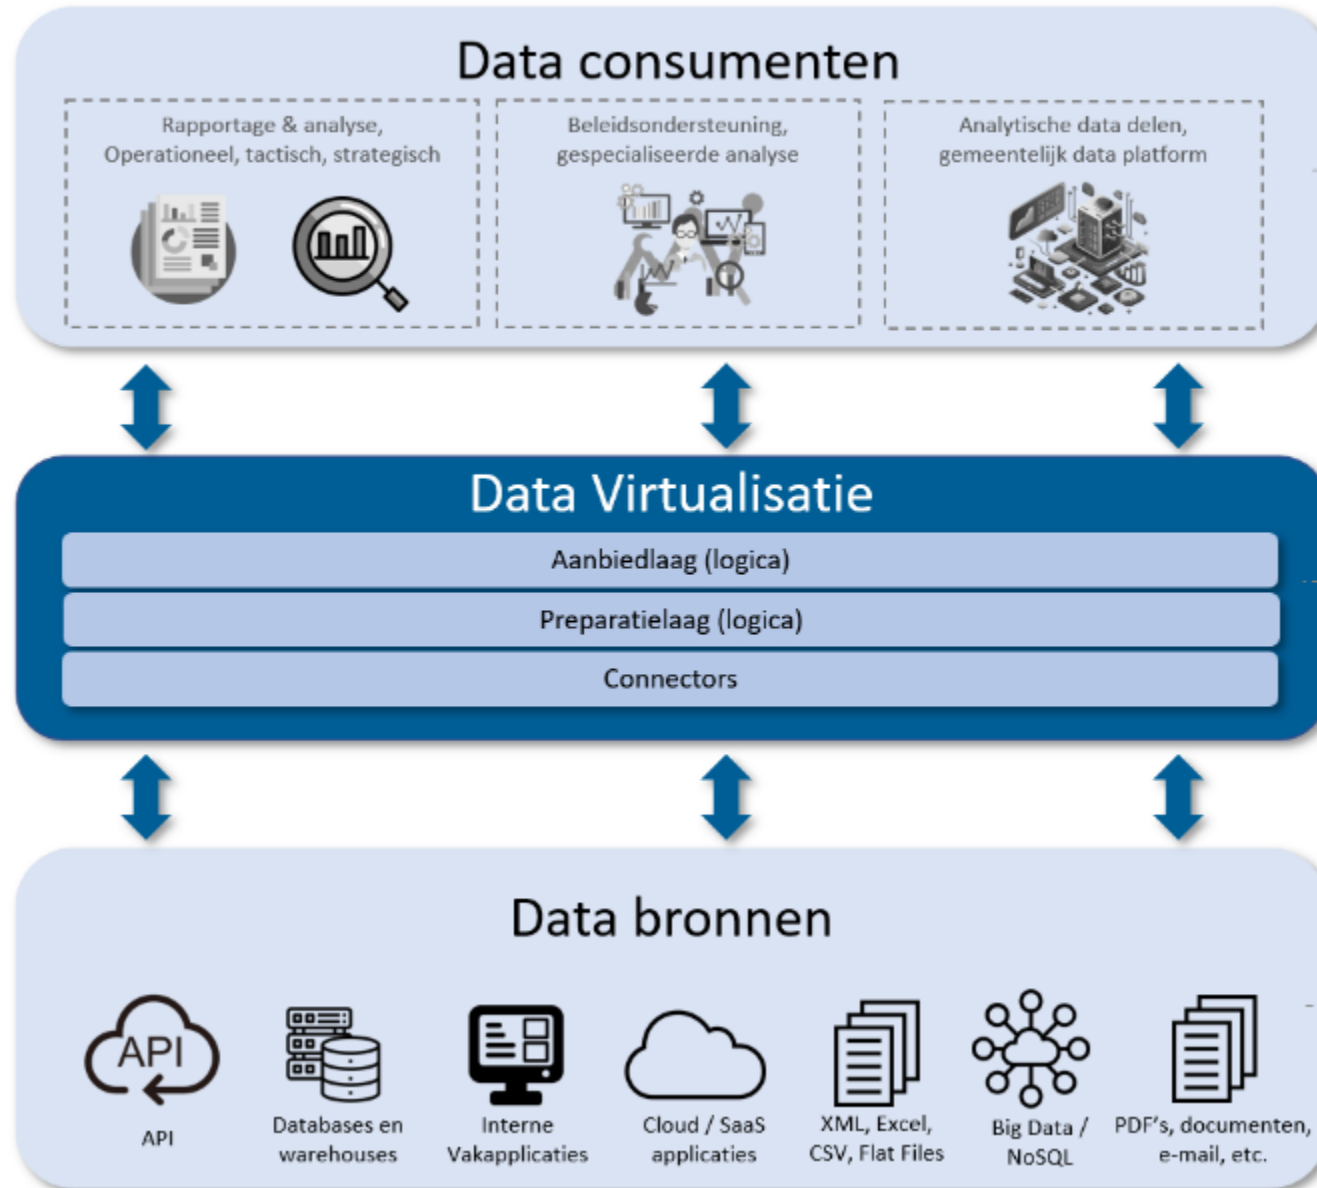 Data consumenten
Rapportage & analyse,
Operationeel, tactisch, strategisch
Beleidsondersteuning,
gespecialiseerde analyse
Analytische data delen,
gemeentelijk data platform
Data Virtualisatie
Aanbiedlaag (logica)
Preparatielaag (logica)
Connectors
Data bronnen
API
API
Databases en
warehouses
Interne
Vakapplicaties
Cloud / SaaS
applicaties
XML, Excel,
CSV, Flat Files
Big Data /
NoSQL
PDF's, documenten,
e-mail, etc.